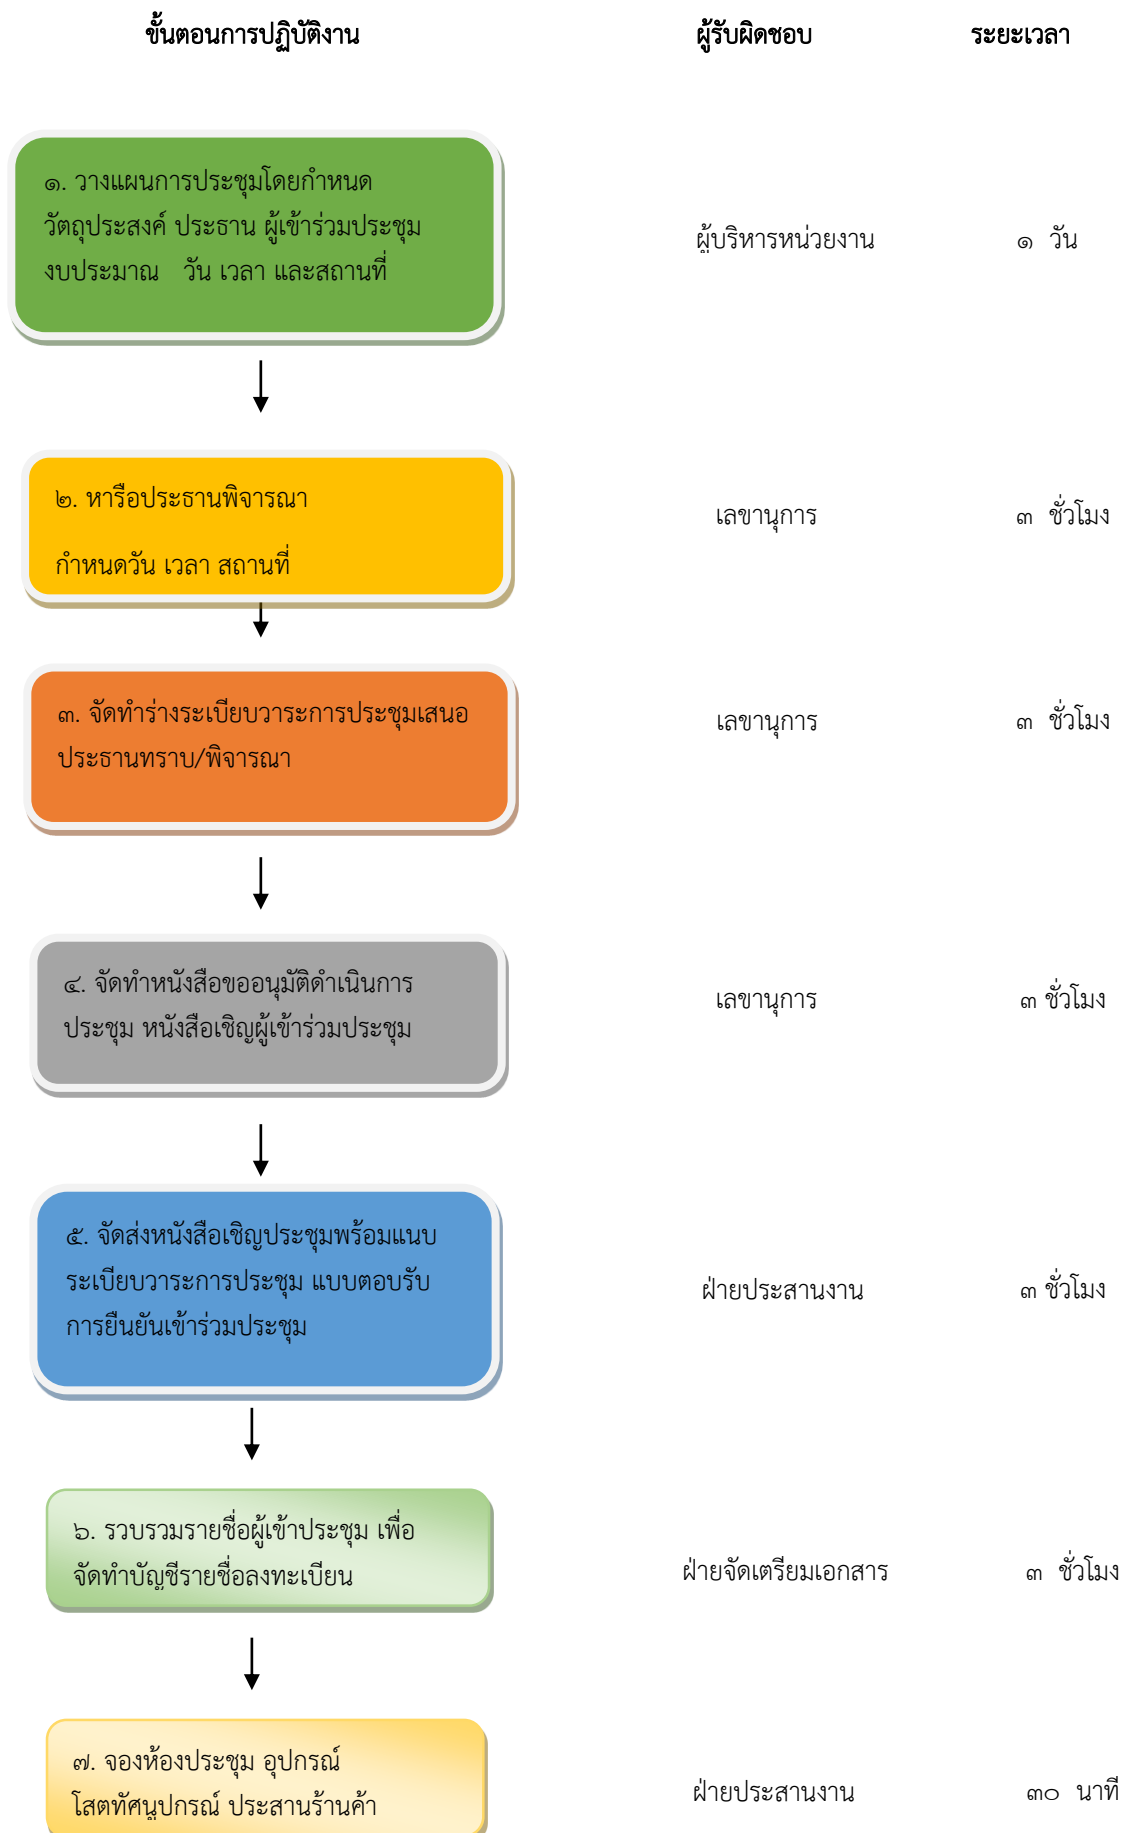 ขั้นตอนการปฏิบัติงาน ผู้รับผิดชอบ ระยะเวลา
๑. วางแผนการประชุมโดยกำหนด
วัตถุประสงค์ ประธาน ผู้เข้าร่วมประชุม
งบประมาณ วัน เวลา และสถานที่
ผู้บริหารหน่วยงาน ๑ วัน
๒. หารือประธานพิจารณา
กำหนดวัน เวลา สถานที่
เลขานุการ ๓ ชั่วโมง
๓. จัดทำร่างระเบียบวาระการประชุมเสนอ
ประธานทราบ/พิจารณา
เลขานุการ ๓ ชั่วโมง
๔. จัดทำหนังสือขออนุมัติดำเนินการ
ประชุม หนังสือเชิญผู้เข้าร่วมประชุม
เลขานุการ ๓ ชั่วโมง
๕. จัดส่งหนังสือเชิญประชุมพร้อมแนบ
ระเบียบวาระการประชุม แบบตอบรับ
การยืนยันเข้าร่วมประชุม
ฝ่ายประสานงาน ๓ ชั่วโมง
๖. รวบรวมรายชื่อผู้เข้าประชุม เพื่อ
จัดทำบัญชีรายชื่อลงทะเบียน
ฝ่ายจัดเตรียมเอกสาร ๓ ชั่วโมง
๗. จองห้องประชุม อุปกรณ์
โสตทัศนูปกรณ์ ประสานร้านค้า
ฝ่ายประสานงาน ๓๐ นาที